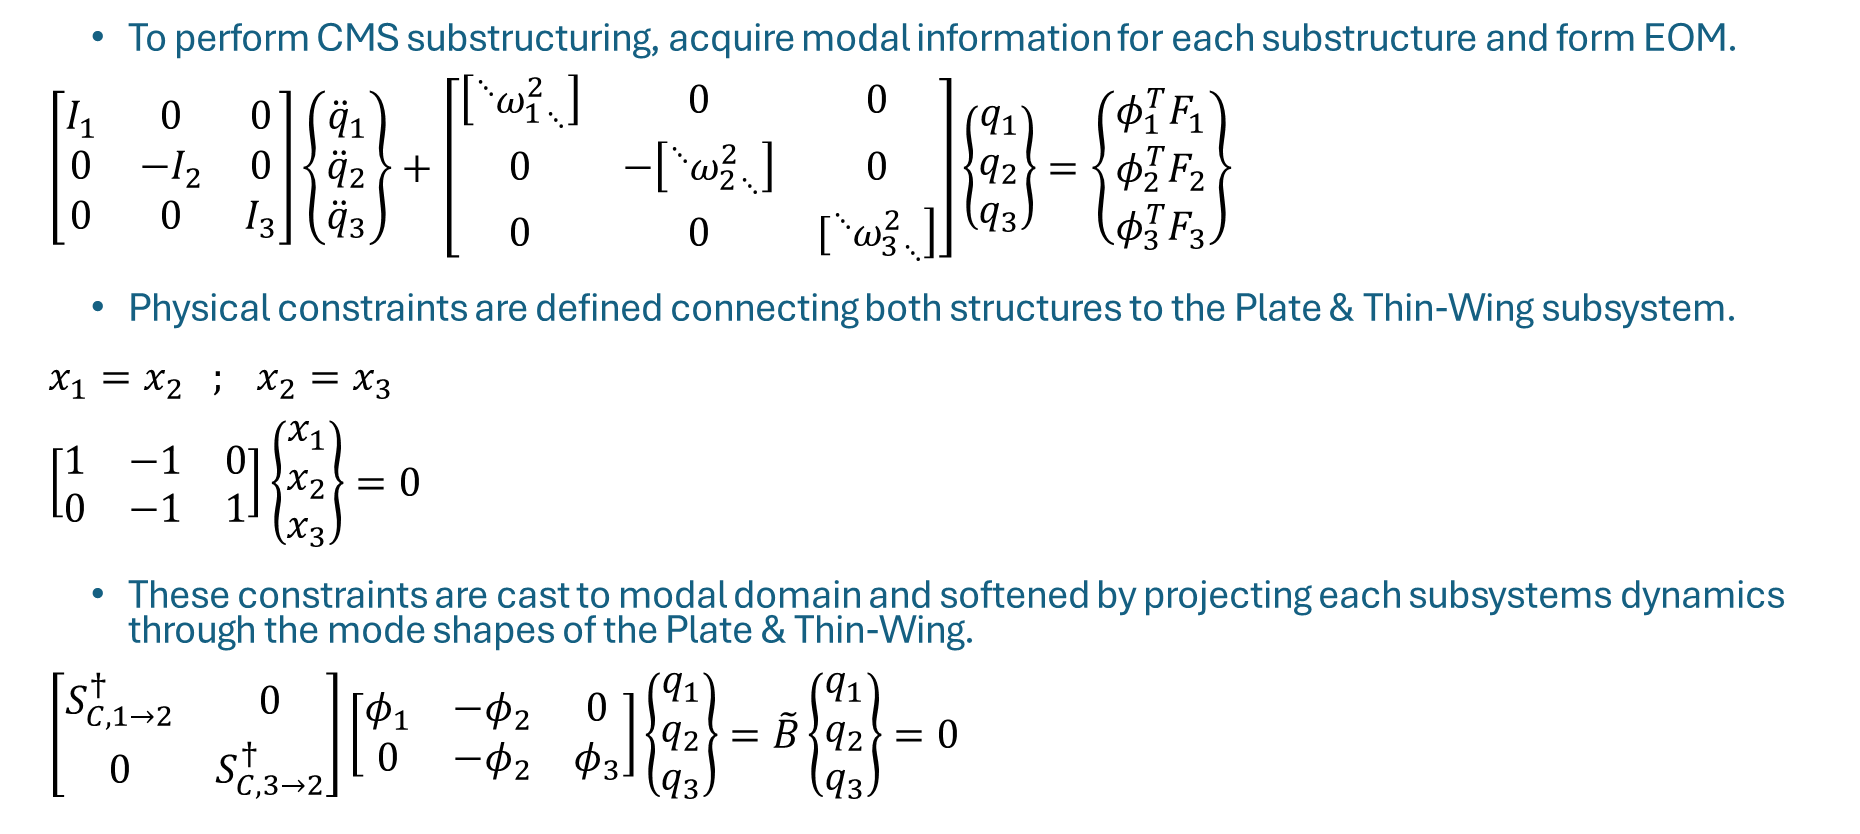 • To perform CMS substructuring, acquire modal information for each substructure and form EOM.
[I₁ 0 0; 0 −I₂ 0; 0 0 I₃] {q̈₁; q̈₂; q̈₃} + [[⋱ω₁²⋱] 0 0; 0 −[⋱ω₂²⋱] 0; 0 0 [⋱ω₃²⋱]] {q₁; q₂; q₃} = {ϕ₁ᵀF₁; ϕ₂ᵀF₂; ϕ₃ᵀF₃}
• Physical constraints are defined connecting both structures to the Plate & Thin-Wing subsystem.
x₁ = x₂ ; x₂ = x₃
[1 −1 0; 0 −1 1] {x₁; x₂; x₃} = 0
• These constraints are cast to modal domain and softened by projecting each subsystems dynamics
through the mode shapes of the Plate & Thin-Wing.
[S†_{C,1→2} 0; 0 S†_{C,3→2}] [ϕ₁ −ϕ₂ 0; 0 −ϕ₂ ϕ₃] {q₁; q₂; q₃} = B̃ {q₁; q₂; q₃} = 0